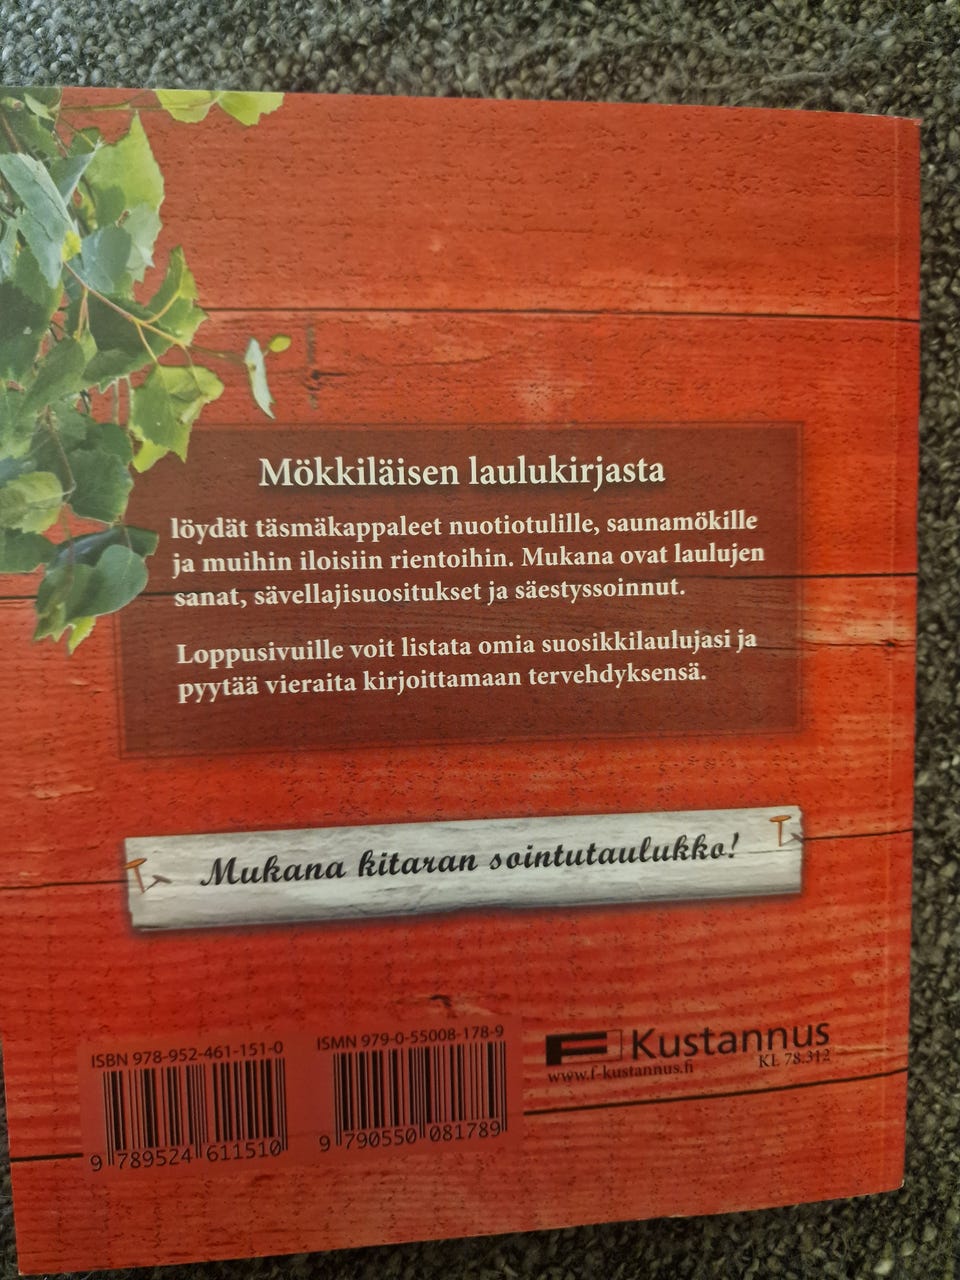 Mökkiläisen laulukirjasta
löydät täsmäkappaleet nuotiotulille, saunamökille
ja muihin iloisiin rientoihin. Mukana ovat laulujen
sanat, sävellajisuositukset ja säestyssoinnut.
Loppusivuille voit listata omia suosikkilaulujasi ja
pyytää vieraita kirjoittamaan tervehdyksensä.
Mukana kitaran sointutaulukko!
ISBN 978-952-461-151-0
9 789524 611510
ISMN 979-0-55008-178-9
9 790550 081789
F Kustannus
www.f-kustannus.fi
KL 78.312